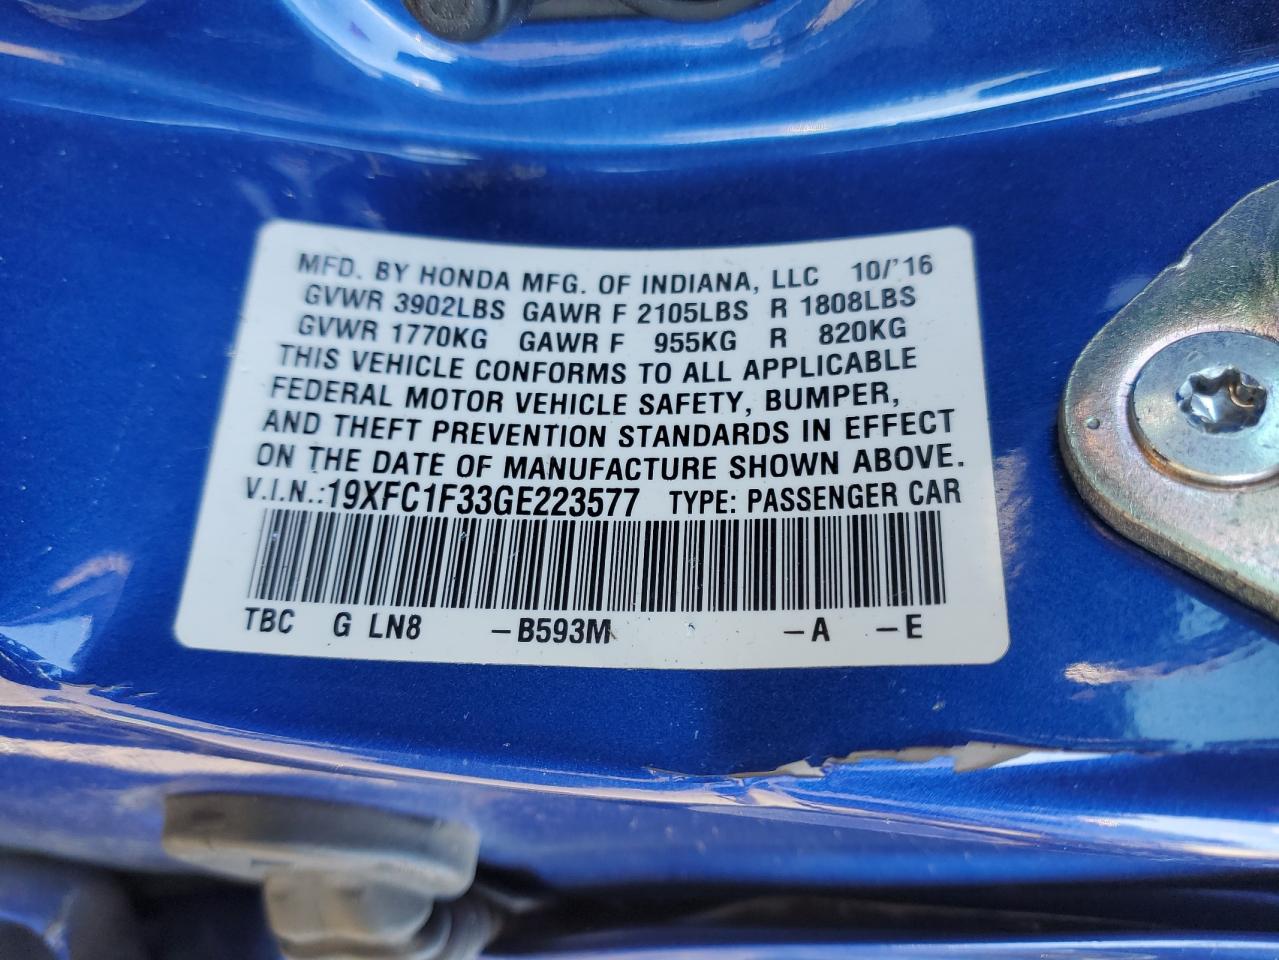 MFD. BY HONDA MFG. OF INDIANA, LLC 10/'16
GVWR 3902LBS GAWR F 2105LBS R 1808LBS
GVWR 1770KG GAWR F 955KG R 820KG
THIS VEHICLE CONFORMS TO ALL APPLICABLE
FEDERAL MOTOR VEHICLE SAFETY, BUMPER,
AND THEFT PREVENTION STANDARDS IN EFFECT
ON THE DATE OF MANUFACTURE SHOWN ABOVE.
V.I.N.:19XFC1F33GE223577 TYPE: PASSENGER CAR
TBC G LN8 -B593M -A -E